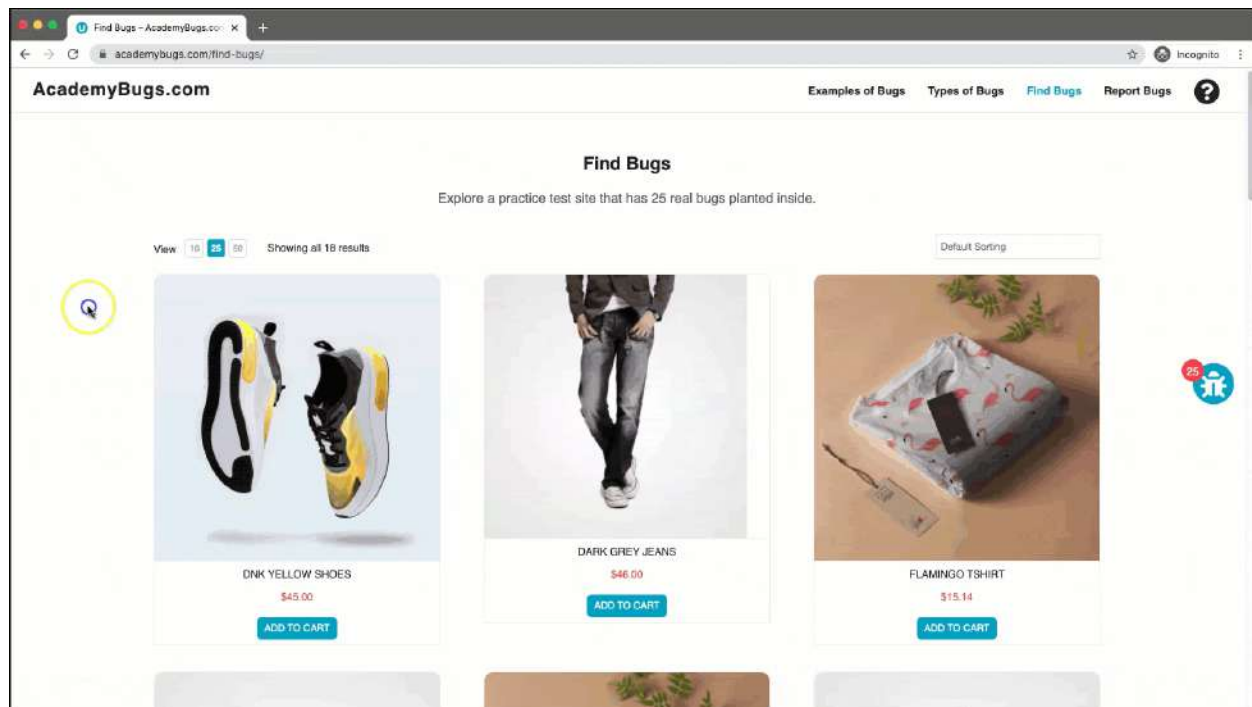 Find Bugs – AcademyBugs.con
academybugs.com/find-bugs/
Incognito
AcademyBugs.com
Examples of Bugs
Types of Bugs
Find Bugs
Report Bugs
?
Find Bugs
Explore a practice test site that has 25 real bugs planted inside.
View 10 25 50 Showing all 18 results
Default Sorting
25
DNK YELLOW SHOES
$45.00
ADD TO CART
DARK GREY JEANS
$46.00
ADD TO CART
FLAMINGO TSHIRT
$15.14
ADD TO CART